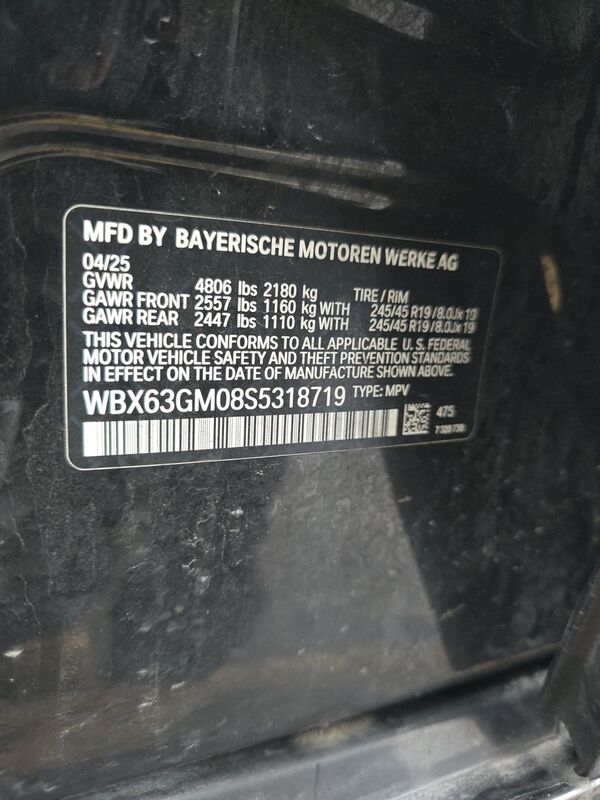 MFD BY BAYERISCHE MOTOREN WERKE AG
04/25
GVWR 4806 lbs 2180 kg TIRE / RIM
GAWR FRONT 2557 lbs 1160 kg WITH 245/45 R19 / 8.0Jx19
GAWR REAR 2447 lbs 1110 kg WITH 245/45 R19 / 8.0Jx19
THIS VEHICLE CONFORMS TO ALL APPLICABLE U.S. FEDERAL
MOTOR VEHICLE SAFETY AND THEFT PREVENTION STANDARDS
IN EFFECT ON THE DATE OF MANUFACTURE SHOWN ABOVE.
WBX63GM08S5318719 TYPE: MPV
475